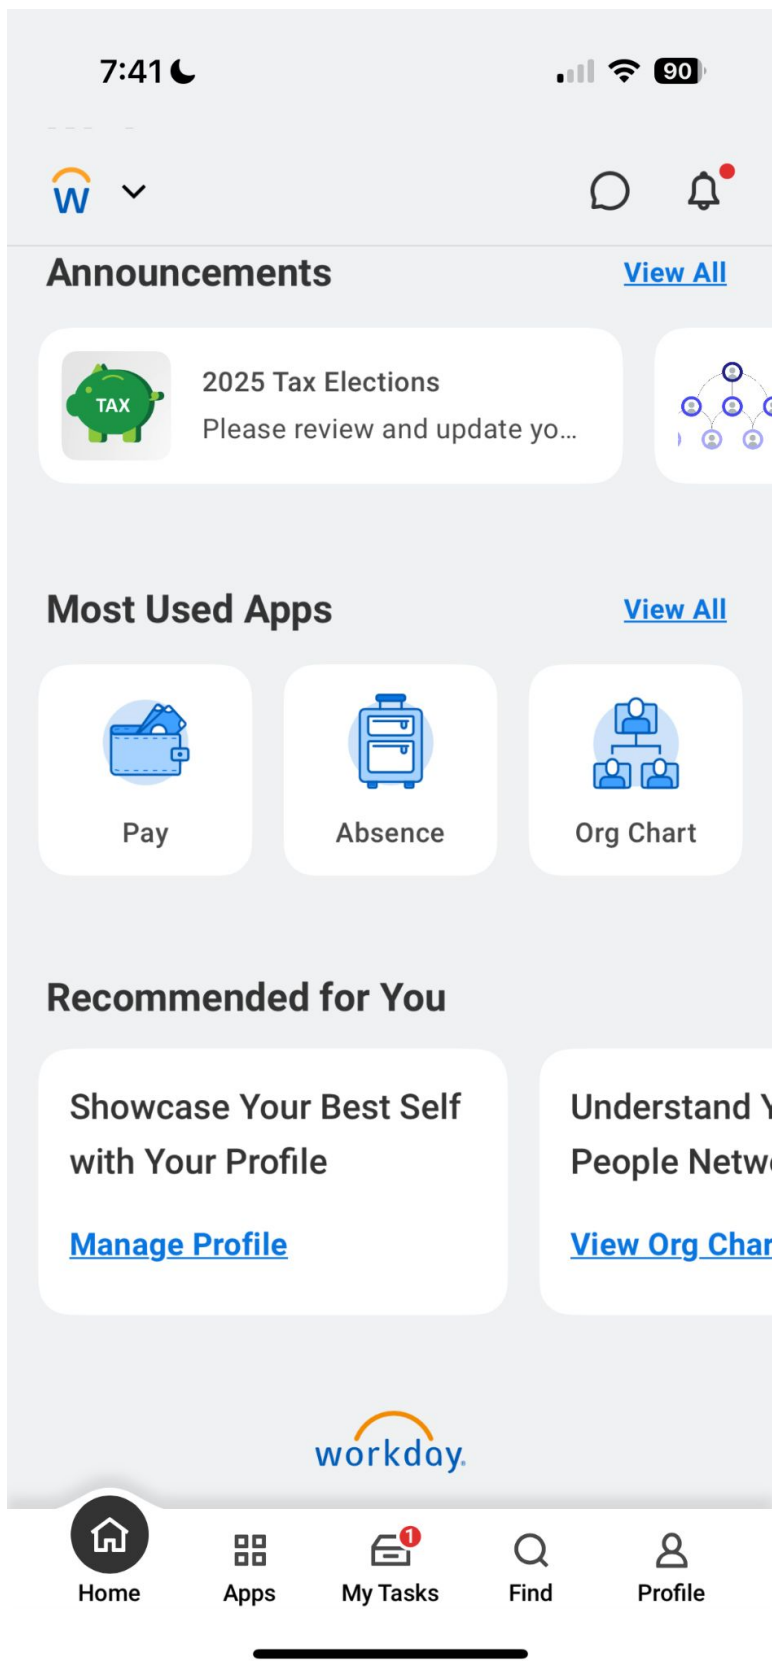 7:41
90
W
Announcements
View All
TAX
2025 Tax Elections
Please review and update yo...
Most Used Apps
View All
Pay
Absence
Org Chart
Recommended for You
Showcase Your Best Self
with Your Profile
Manage Profile
Understand
People Netw
View Org Char
workday.
1
Home
Apps
My Tasks
Find
Profile